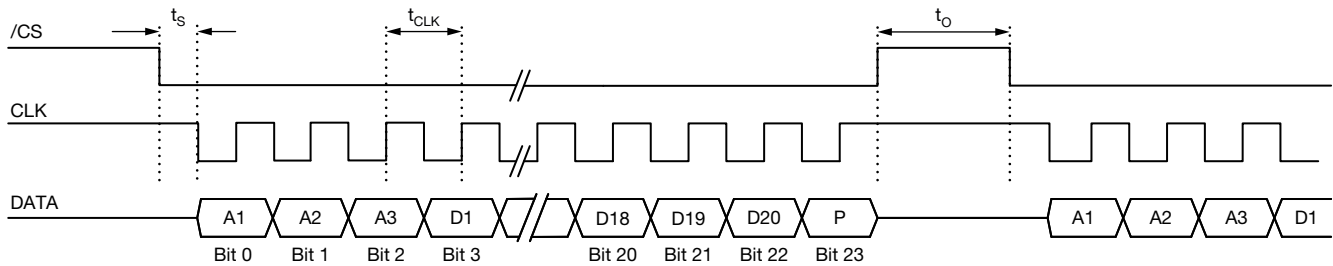 tS tCLK tO
/CS
CLK
DATA
A1 A2 A3 D1 D18 D19 D20 P A1 A2 A3 D1
Bit 0 Bit 1 Bit 2 Bit 3 Bit 20 Bit 21 Bit 22 Bit 23